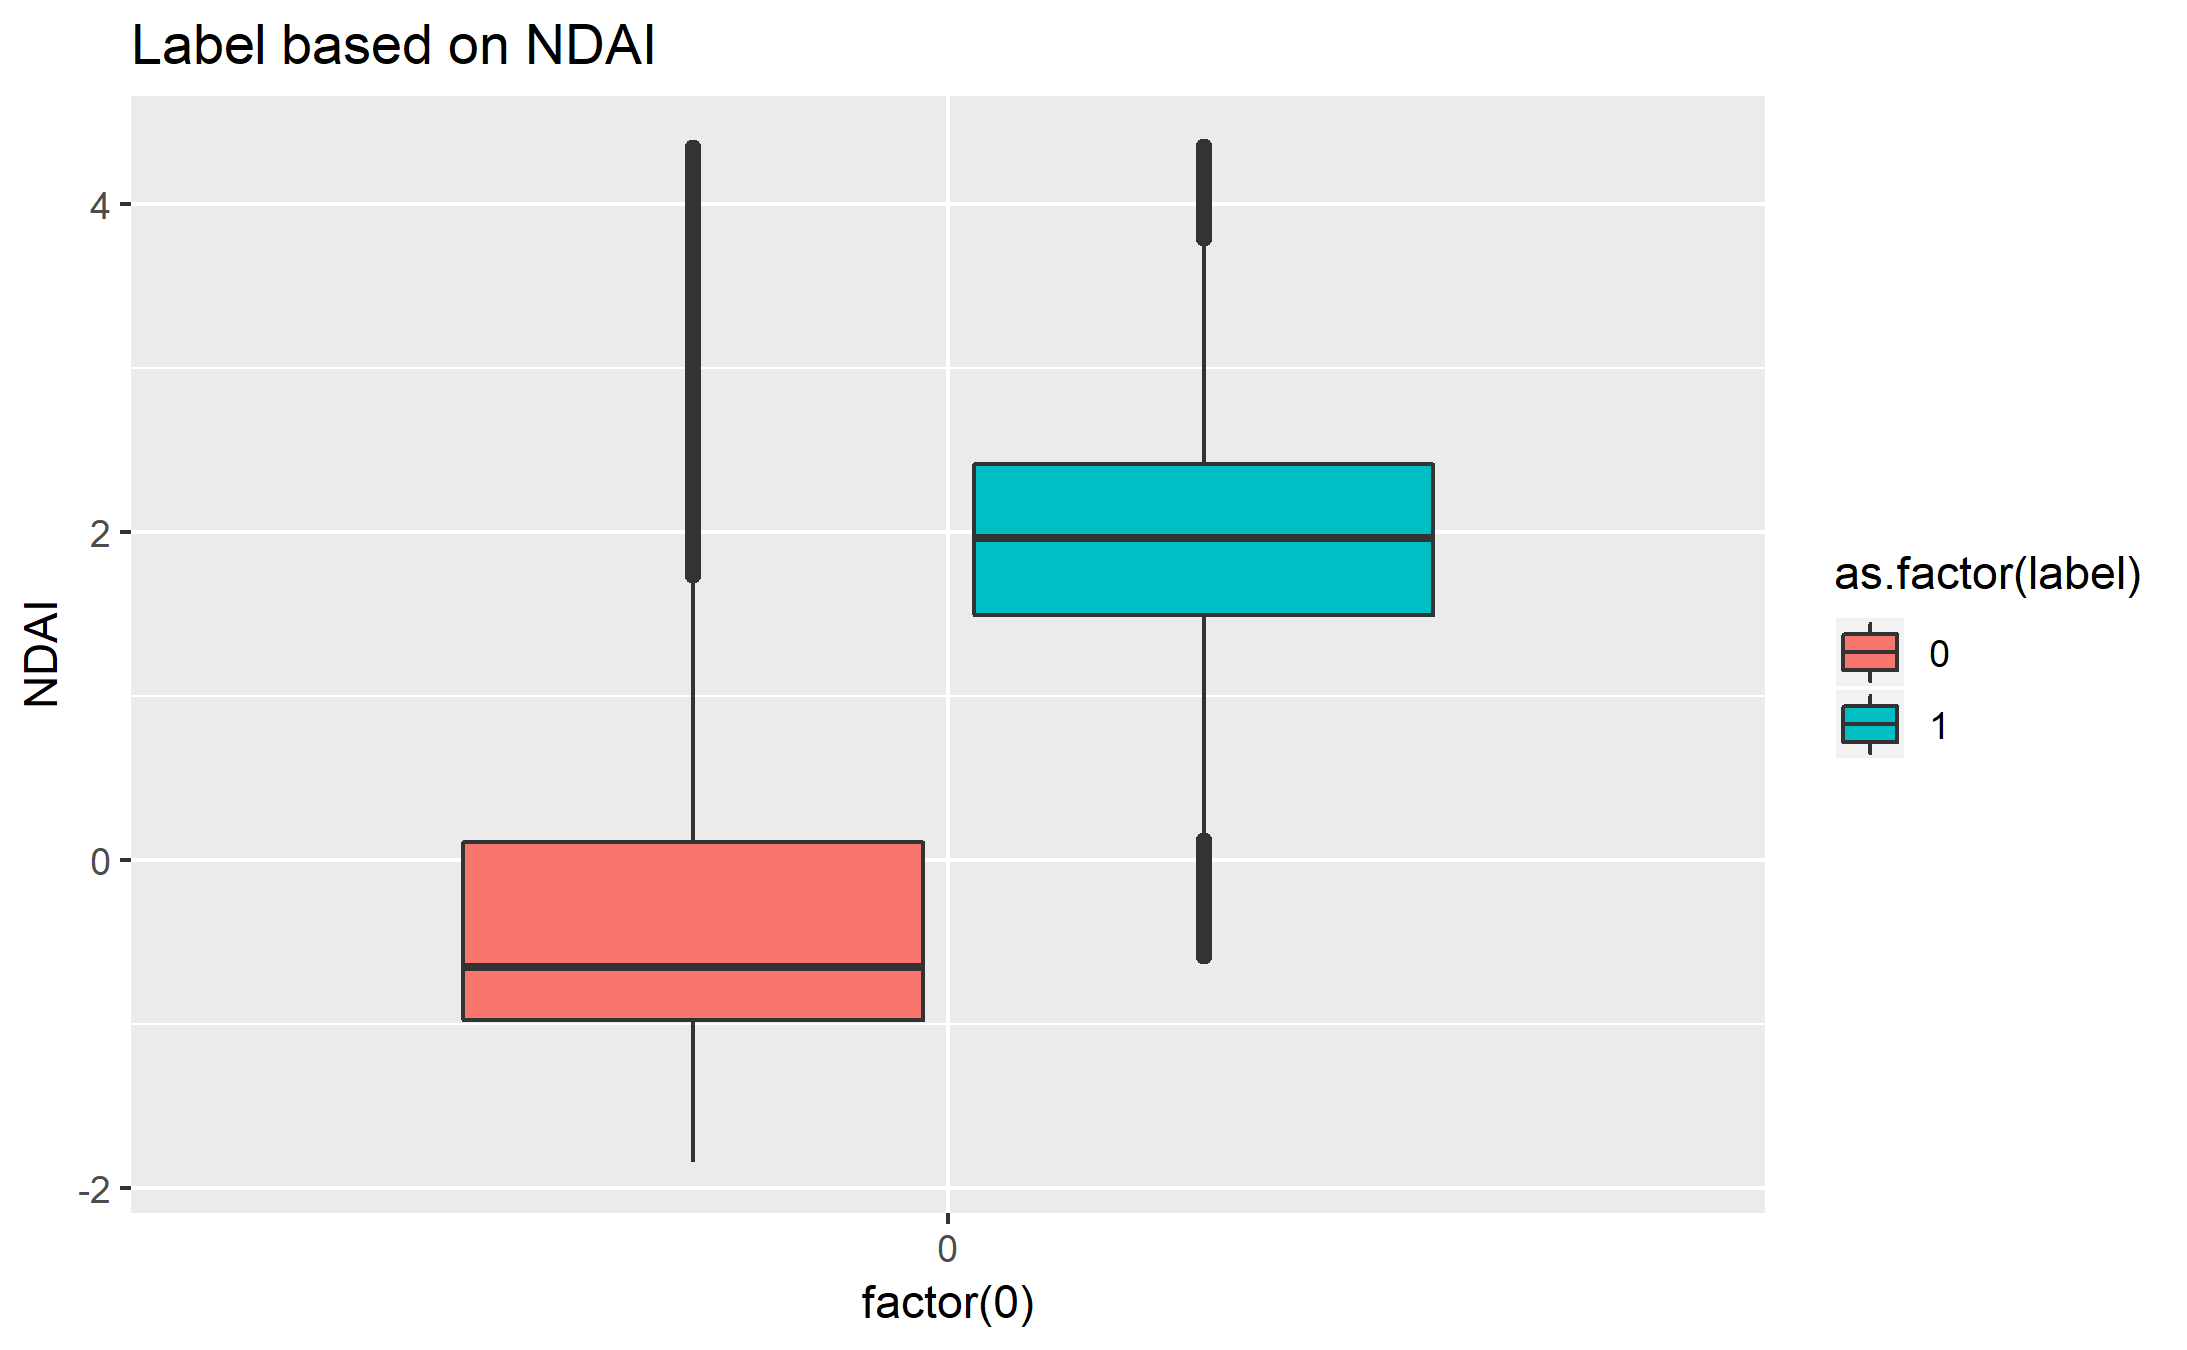 Label based on NDAI
4
2
0
-2
NDAI
0
factor(0)
as.factor(label)
0
1